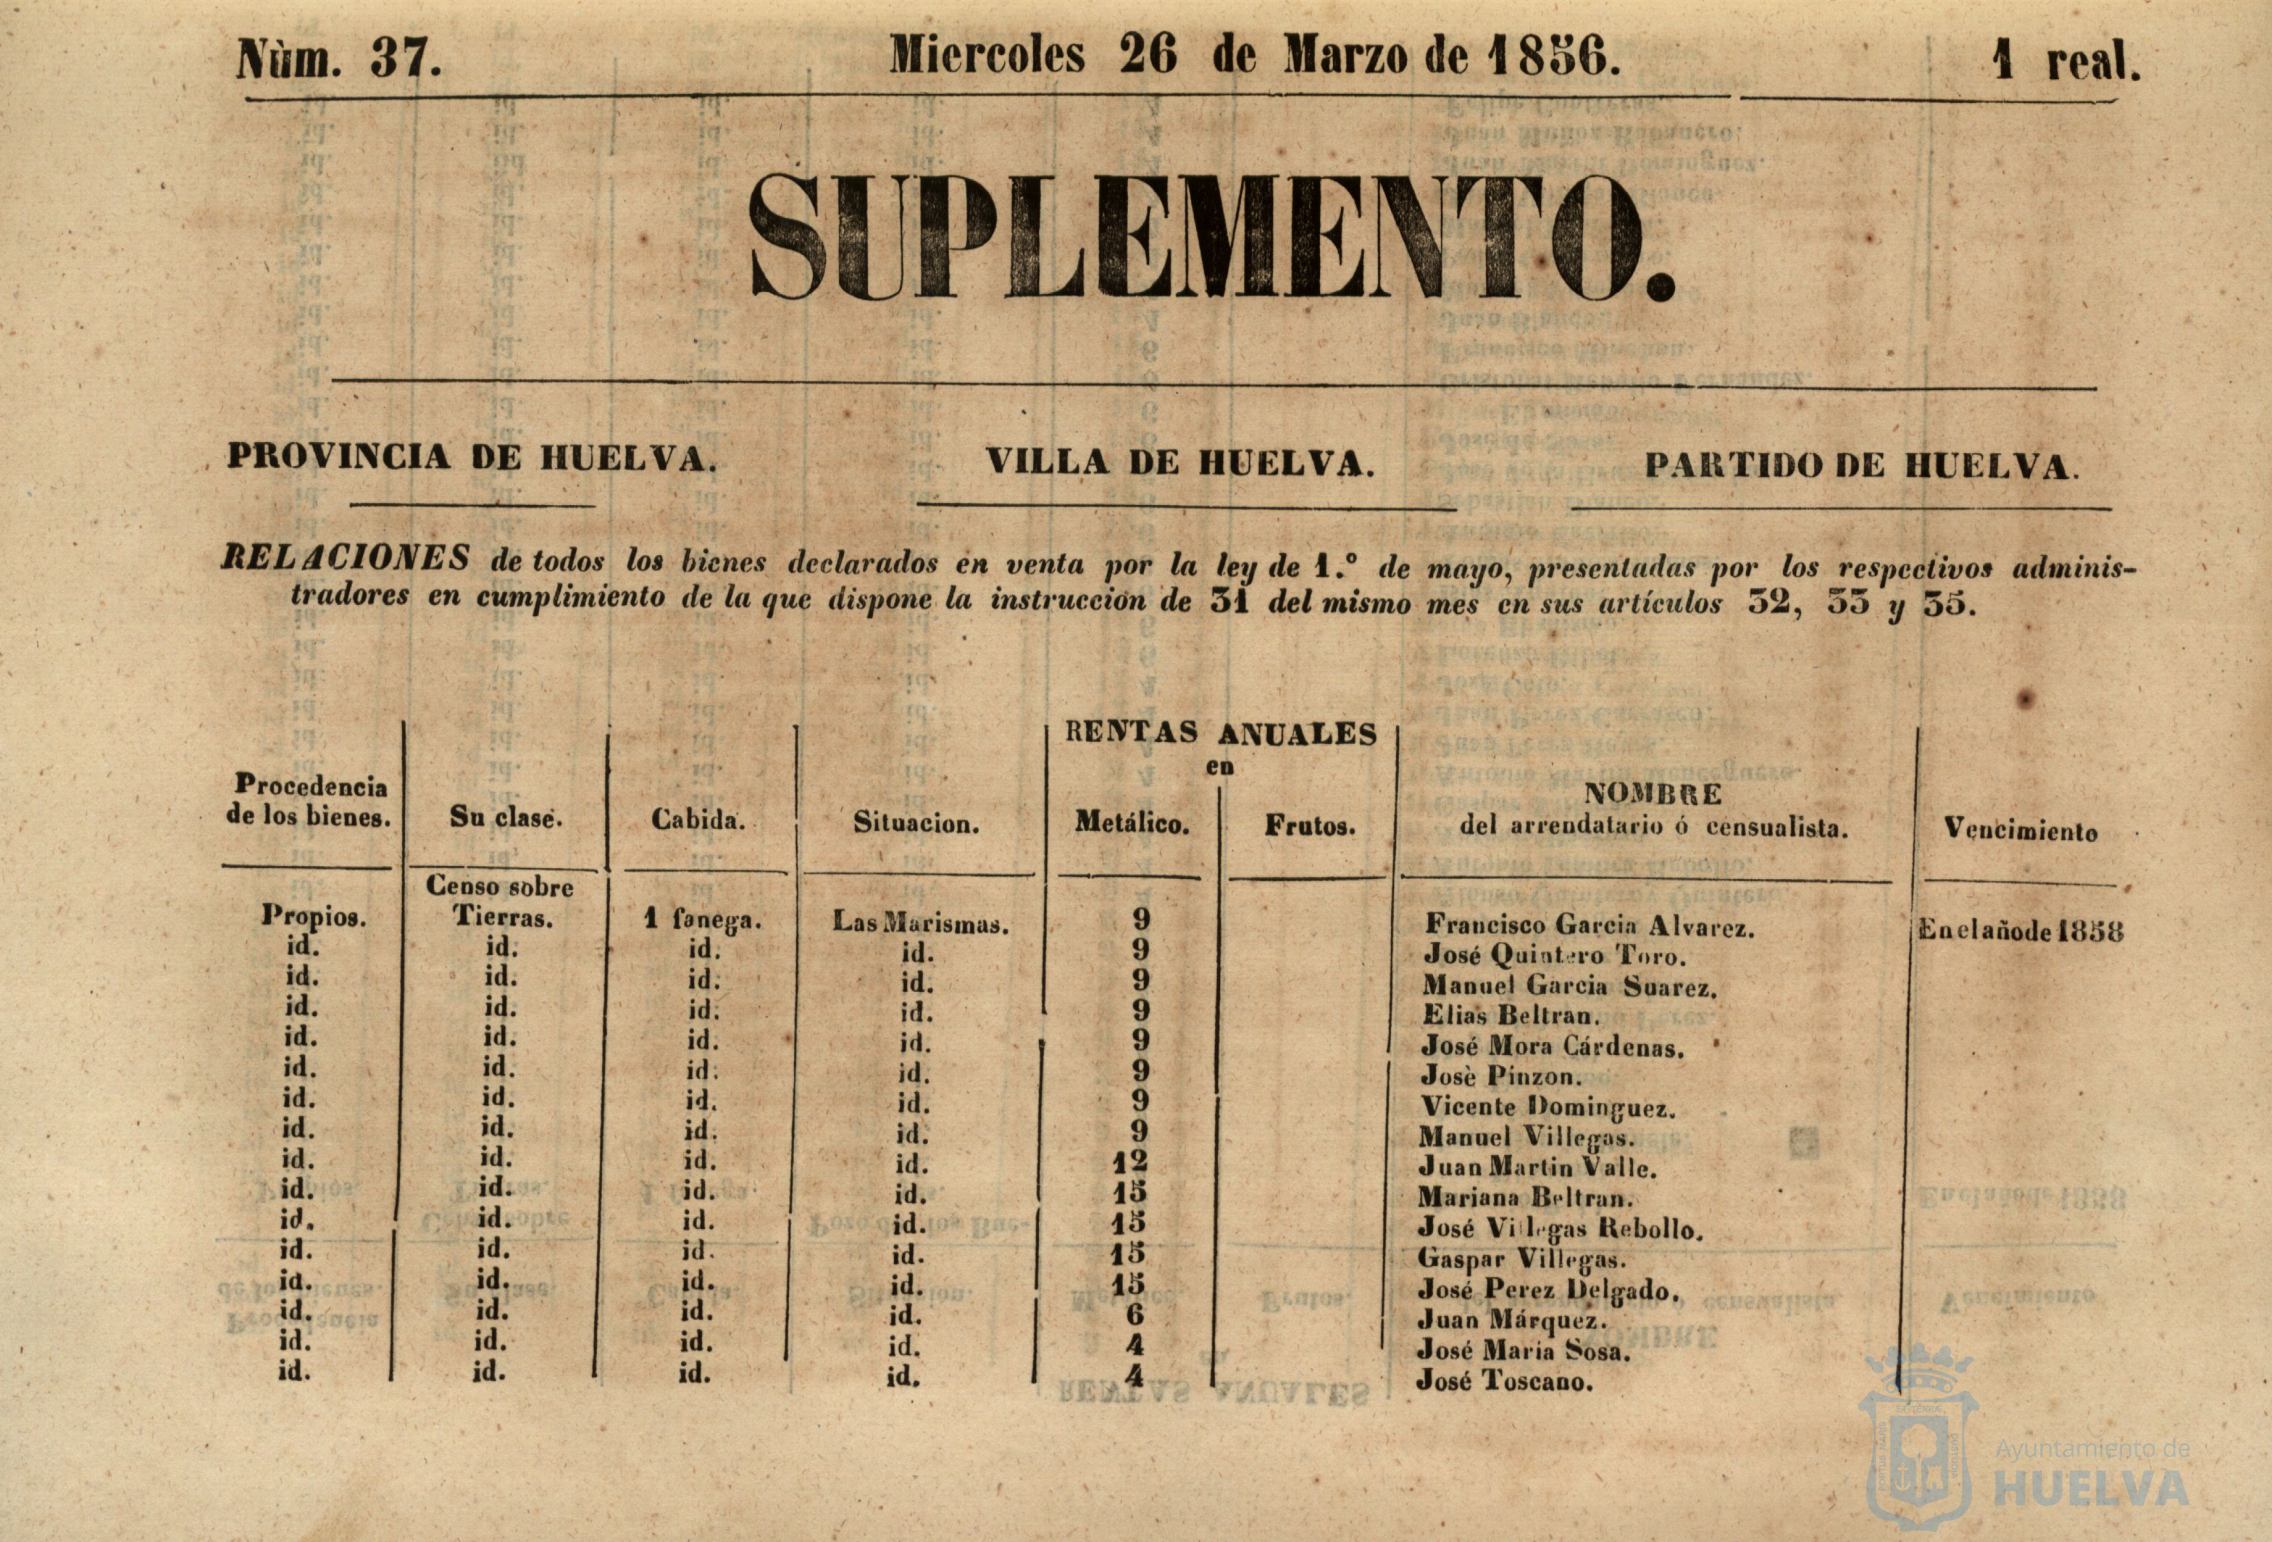 Nùm. 37. Miercoles 26 de Marzo de 1856. 1 real.
SUPLEMENTO.
PROVINCIA DE HUELVA. VILLA DE HUELVA. PARTIDO DE HUELVA.
RELACIONES de todos los bienes declarados en venta por la ley de 1.º de mayo, presentadas por los respectivos adminis-
tradores en cumplimiento de la que dispone la instrucción de 31 del mismo mes en sus artículos 32, 33 y 35.
RENTAS ANUALES
en
Procedencia NOMBRE
de los bienes. Su clase. Cabida. Situacion. Metálico. Frutos. del arrendatario ó censualista. Vencimiento
Censo sobre
Propios. Tierras. 1 fanega. Las Marismas. 9 Francisco Garcia Alvarez. En el año de 1858
id. id. id. id. 9 José Quintero Toro.
id. id. id. id. 9 Manuel Garcia Suarez.
id. id. id. id. 9 Elias Beltran.
id. id. id. id. 9 José Mora Cárdenas.
id. id. id. id. 9 Josè Pinzon.
id. id. id. id. 9 Vicente Dominguez.
id. id. id. id. 9 Manuel Villegas.
id. id. id. id. 12 Juan Martin Valle.
id. id. id. id. 15 Mariana Beltran.
id. id. id. id. 15 José Villegas Rebollo.
id. id. id. id. 15 Gaspar Villegas.
id. id. id. id. 15 José Perez Delgado.
id. id. id. id. 6 Juan Márquez.
id. id. id. id. 4 José Maria Sosa.
id. id. id. id. 4 José Toscano.
Ayuntamiento de
HUELVA